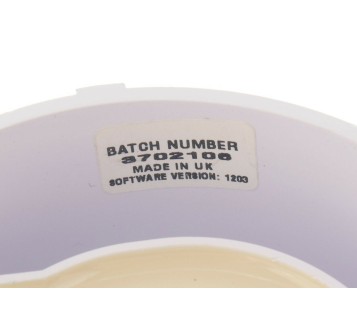 BATCH NUMBER
3702106
MADE IN UK
SOFTWARE VERSION: 1203